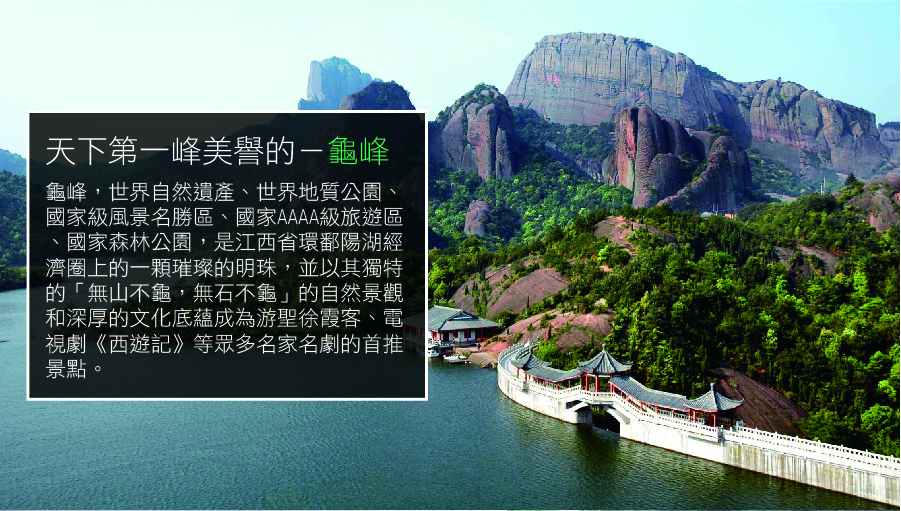 天下第一峰美譽的－龜峰
龜峰，世界自然遺產、世界地質公園、
國家級風景名勝區、國家AAAA級旅遊區
、國家森林公園，是江西省環鄱陽湖經
濟圈上的一顆璀璨的明珠，並以其獨特
的「無山不龜，無石不龜」的自然景觀
和深厚的文化底蘊成為游聖徐霞客、電
視劇《西遊記》等眾多名家名劇的首推
景點。